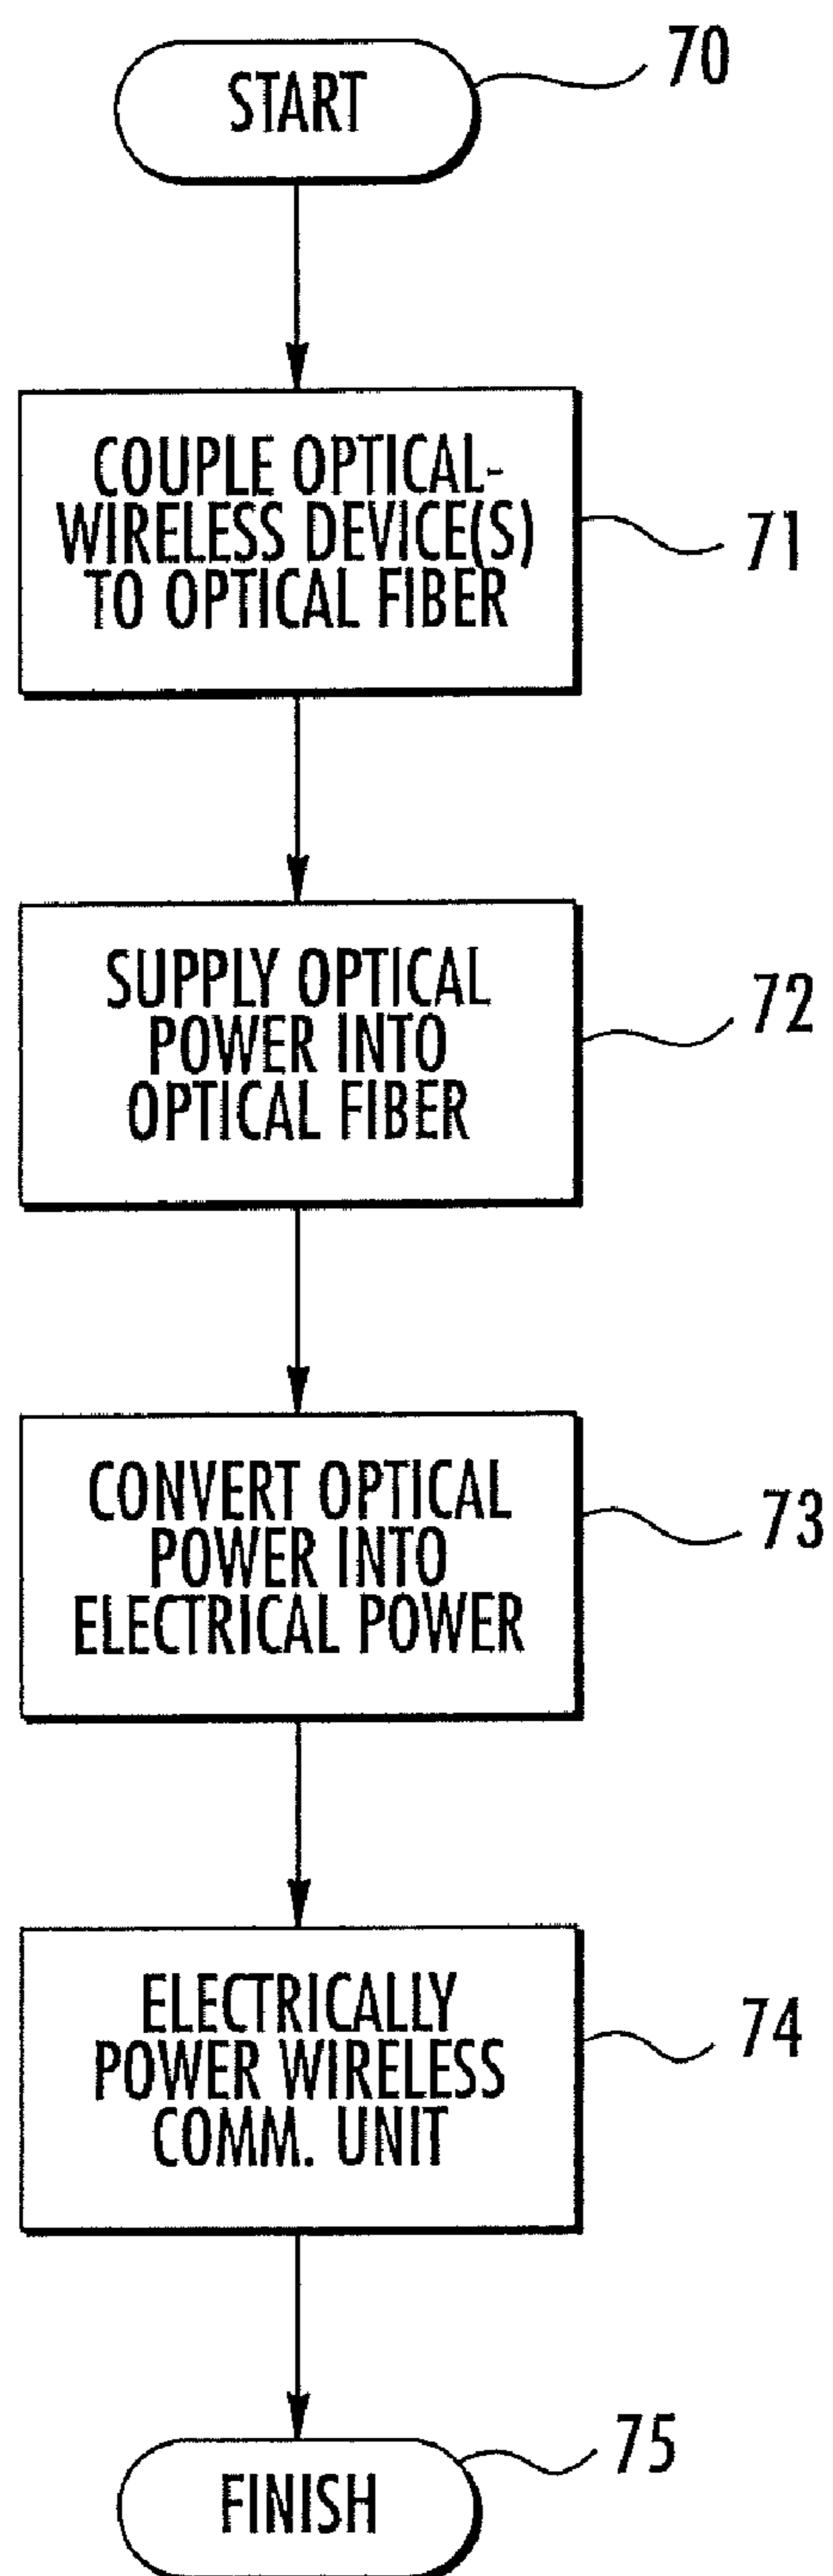 START
70
COUPLE OPTICAL-
WIRELESS DEVICE(S)
TO OPTICAL FIBER
71
SUPPLY OPTICAL
POWER INTO
OPTICAL FIBER
72
CONVERT OPTICAL
POWER INTO
ELECTRICAL POWER
73
ELECTRICALLY
POWER WIRELESS
COMM. UNIT
74
FINISH
75